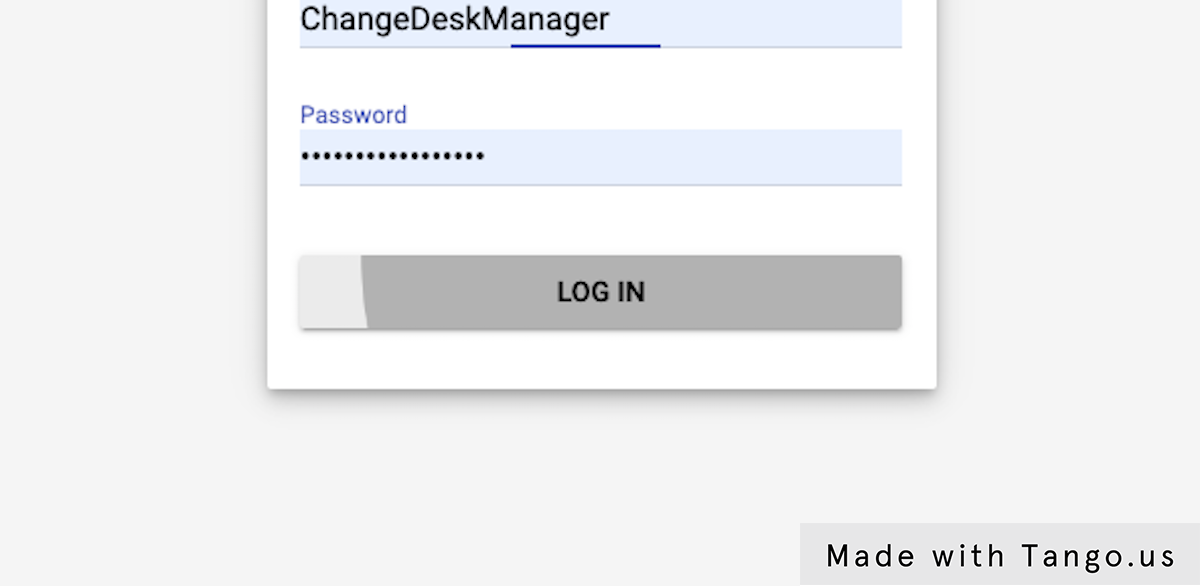 ChangeDeskManager
Password
•••••••••••••••••
LOG IN
Made with Tango.us